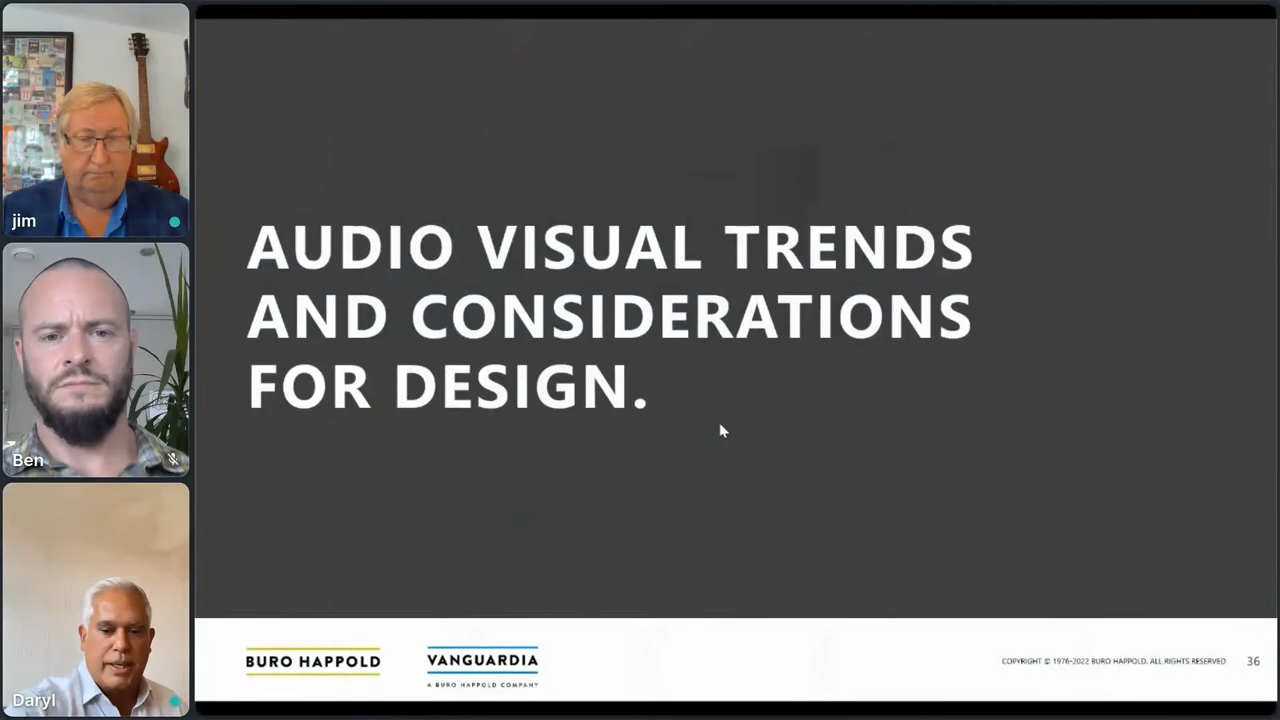 jim
Ben
Daryl
AUDIO VISUAL TRENDS
AND CONSIDERATIONS
FOR DESIGN.
BURO HAPPOLD
VANGUARDIA
A BURO HAPPOLD COMPANY
COPYRIGHT © 1976-2022 BURO HAPPOLD. ALL RIGHTS RESERVED
36